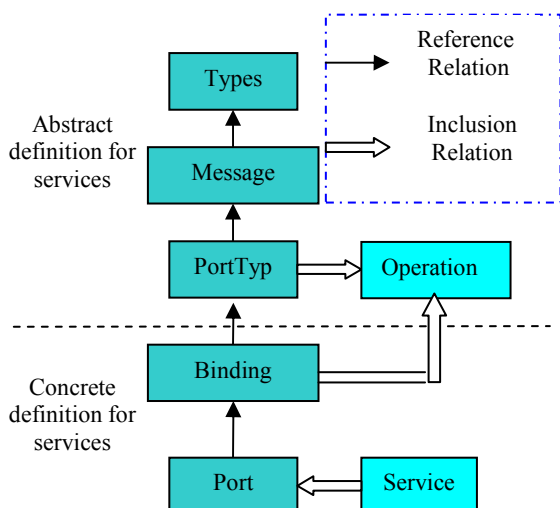 Types
Reference
Relation
Abstract
definition for
services
Message
Inclusion
Relation
PortTyp
Operation
Binding
Concrete
definition for
services
Port
Service